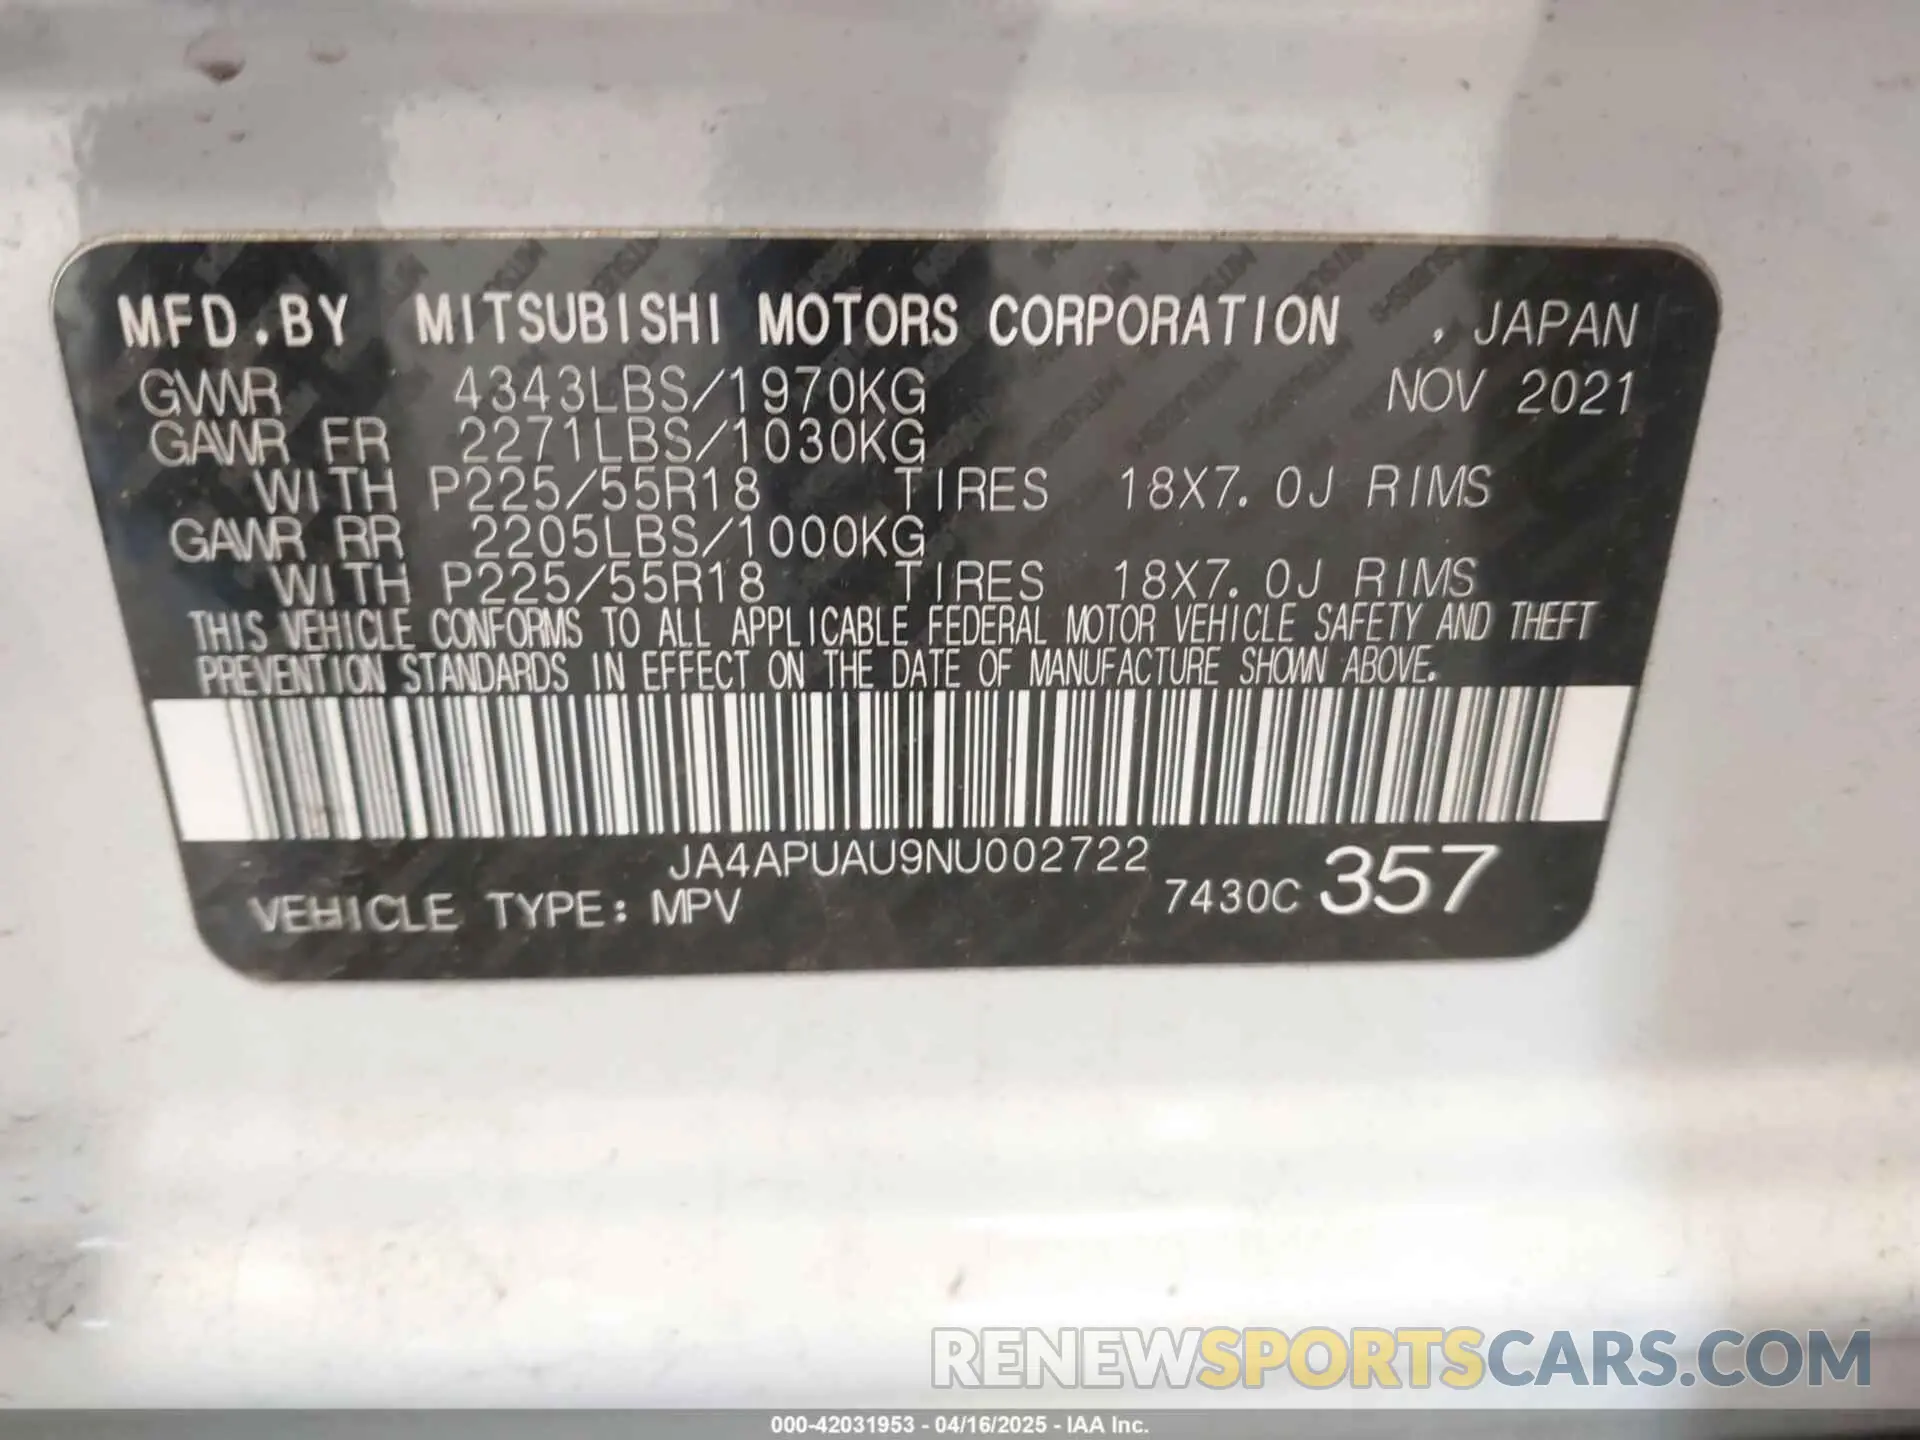 MFD.BY MITSUBISHI MOTORS CORPORATION , JAPAN
GVWR 4343LBS/1970KG NOV 2021
GAWR FR 2271LBS/1030KG
WITH P225/55R18 TIRES 18X7.0J RIMS
GAWR RR 2205LBS/1000KG
WITH P225/55R18 TIRES 18X7.0J RIMS
THIS VEHICLE CONFORMS TO ALL APPLICABLE FEDERAL MOTOR VEHICLE SAFETY AND THEFT
PREVENTION STANDARDS IN EFFECT ON THE DATE OF MANUFACTURE SHOWN ABOVE.
JA4APUAU9NU002722
VEHICLE TYPE: MPV 7430C 357
RENEWSPORTSCARS.COM
000-42031953 - 04/16/2025 - IAA Inc.